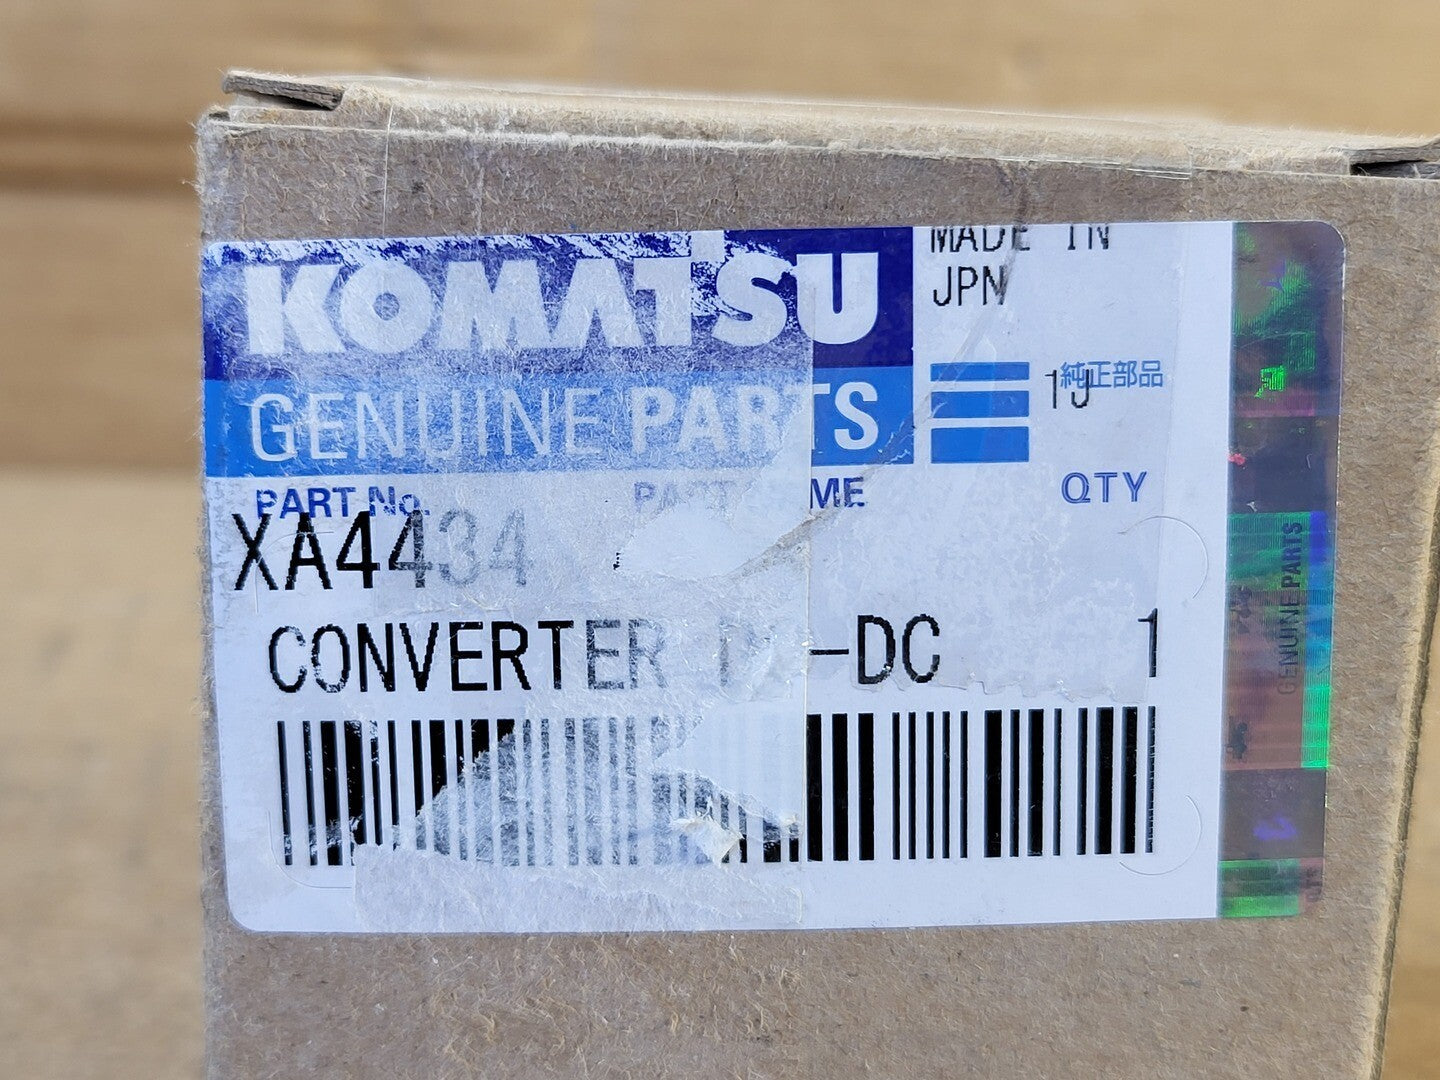 KOMATSU
MADE IN
JPN
GENUINE PARTS
純正部品
1J
PART No.
QTY
XA4434
CONVERTER
-DC
1
GENUINE PARTS